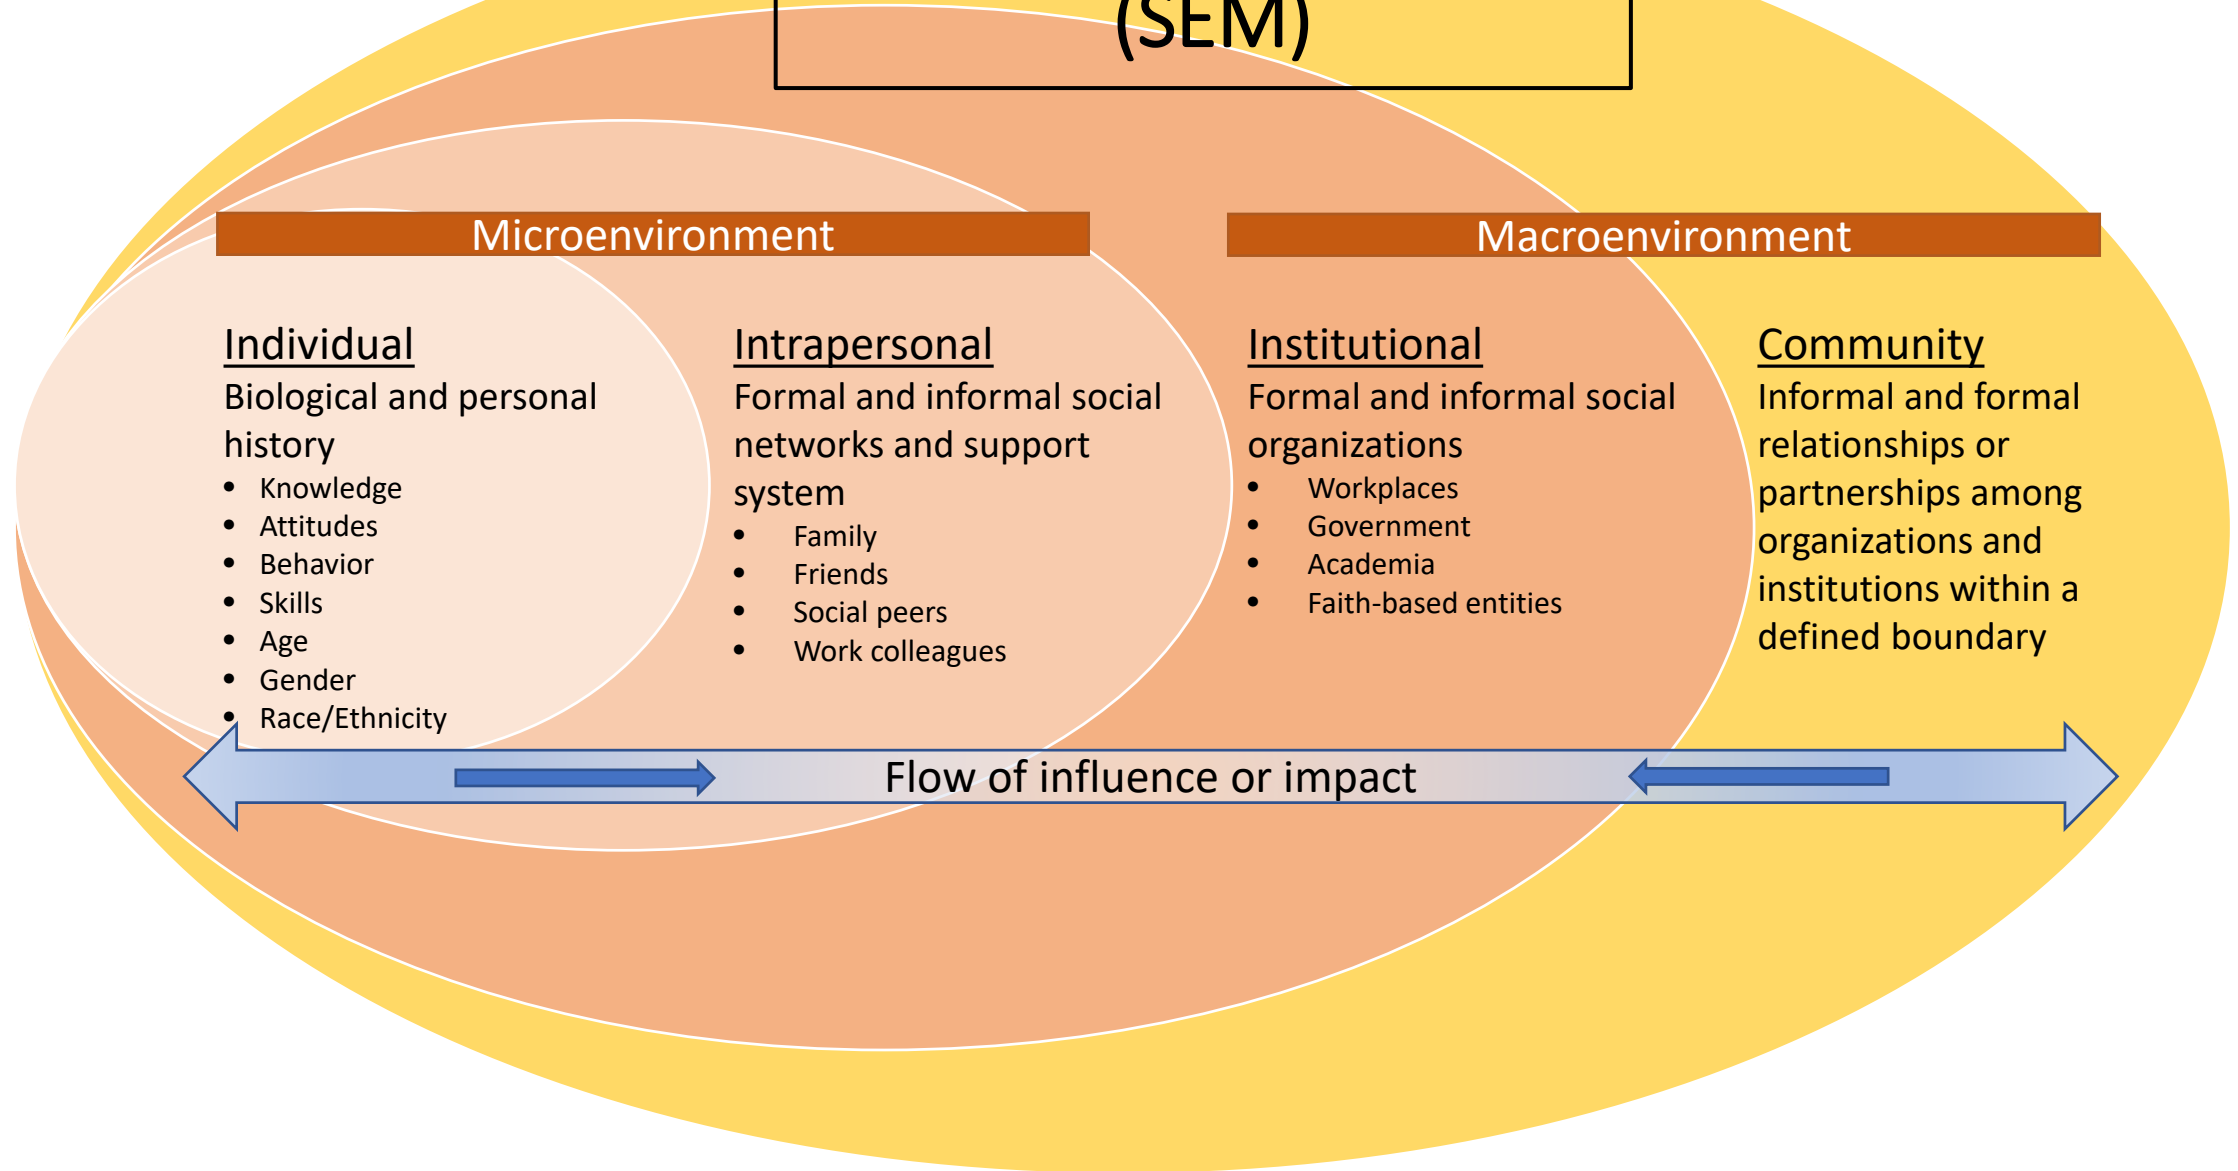 (SEM)
Microenvironment
Macroenvironment
Individual
Biological and personal
history
• Knowledge
• Attitudes
• Behavior
• Skills
• Age
• Gender
• Race/Ethnicity
Intrapersonal
Formal and informal social
networks and support
system
• Family
• Friends
• Social peers
• Work colleagues
Institutional
Formal and informal social
organizations
• Workplaces
• Government
• Academia
• Faith-based entities
Community
Informal and formal
relationships or
partnerships among
organizations and
institutions within a
defined boundary
Flow of influence or impact